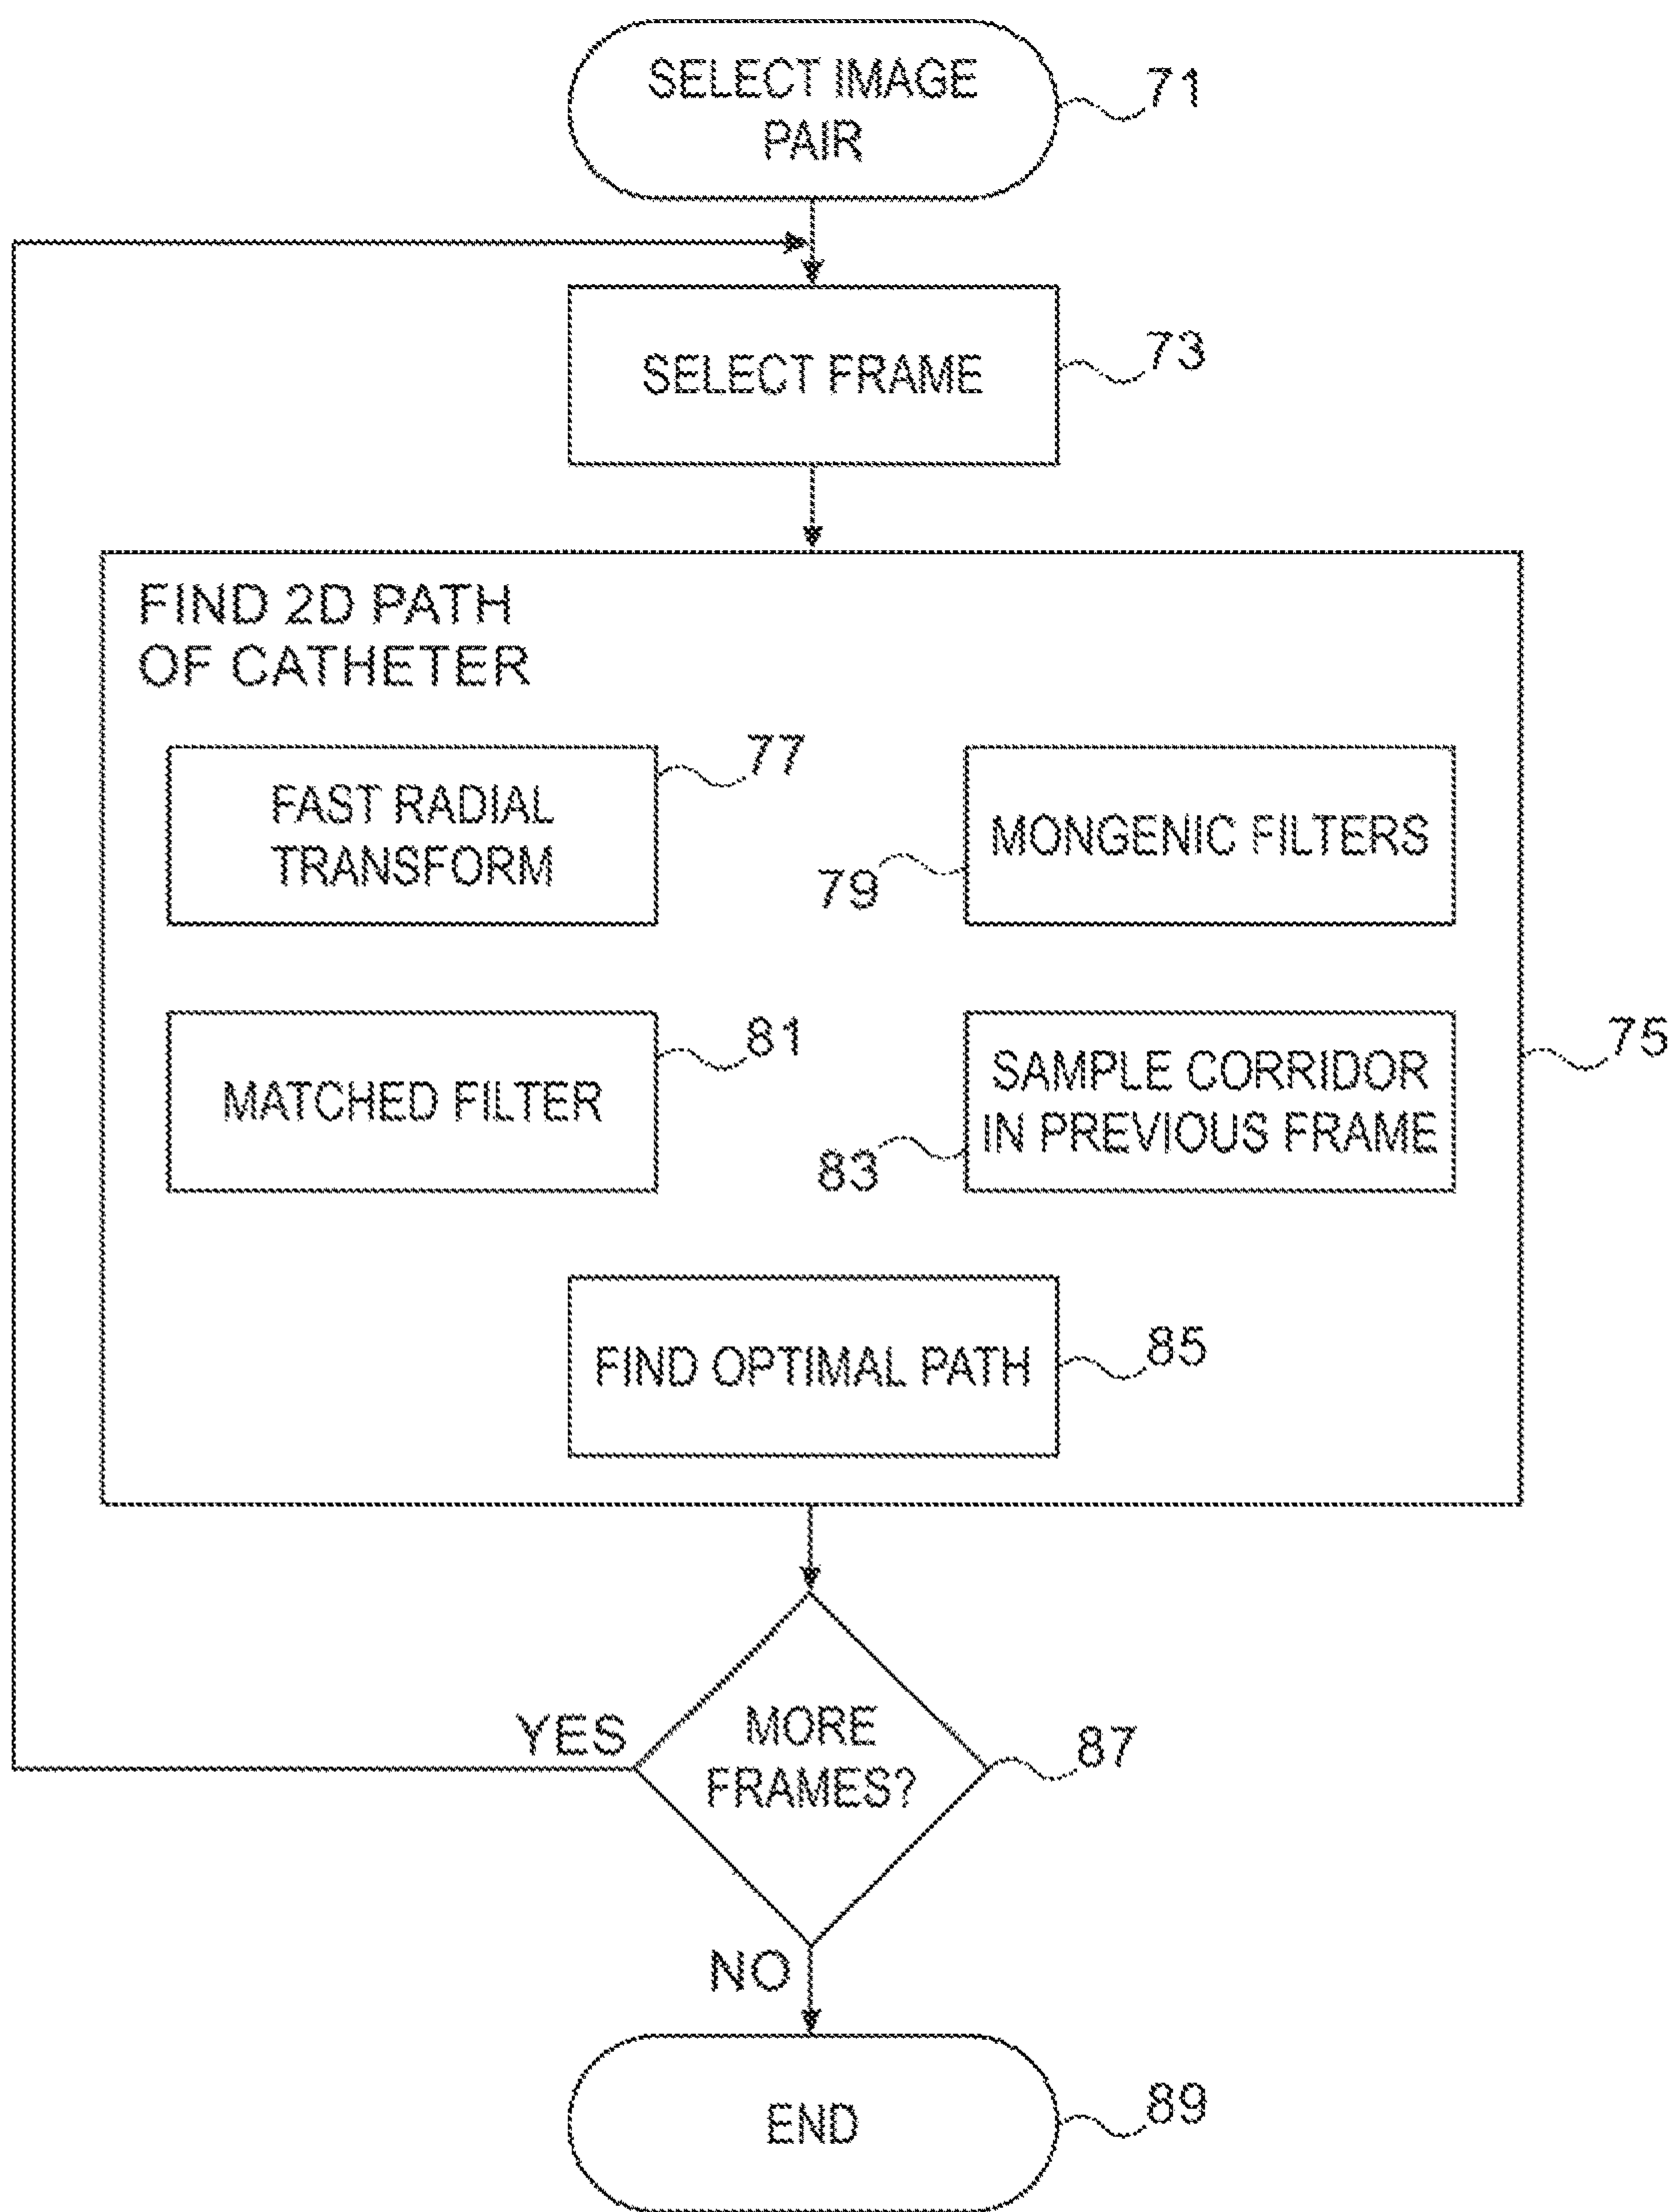 SELECT IMAGE
PAIR
71
SELECT FRAME
73
FIND 2D PATH
OF CATHETER
FAST RADIAL
TRANSFORM
77
MONGENIC FILTERS
79
MATCHED FILTER
81
SAMPLE CORRIDOR
IN PREVIOUS FRAME
83
75
FIND OPTIMAL PATH
85
YES
MORE
FRAMES?
87
NO
END
89